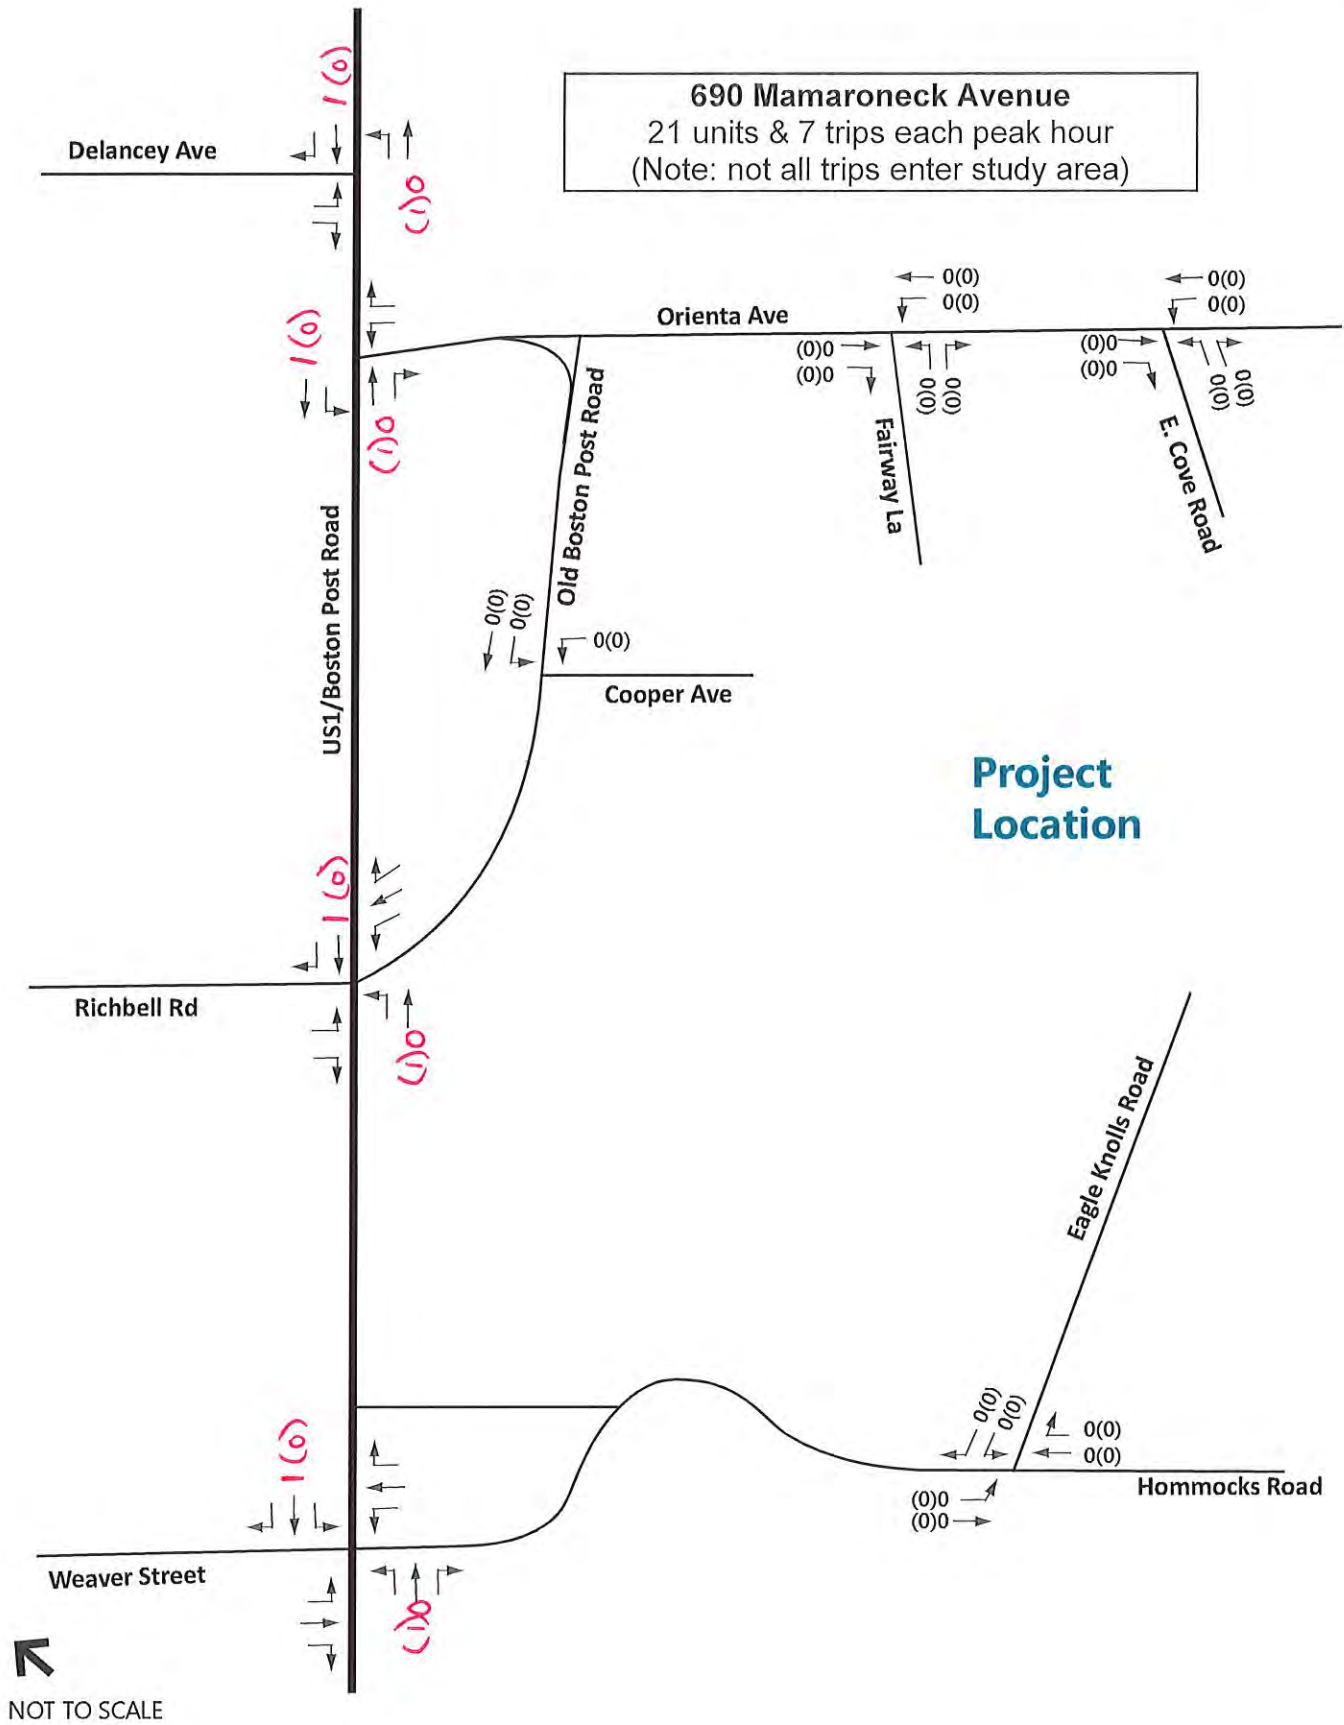 1(0)
690 Mamaroneck Avenue
21 units & 7 trips each peak hour
(Note: not all trips enter study area)
Delancey Ave
(1)0
0(0)
0(0)
0(0)
0(0)
1(0)
Orienta Ave
(0)0
(0)0
(0)0
(0)0
0(0)
0(0)
0(0)
0(0)
(1)0
Old Boston Post Road
Fairway La
E. Cove Road
US1/Boston Post Road
0(0)
0(0)
0(0)
Cooper Ave
Project
Location
1(0)
Richbell Rd
(1)0
Eagle Knolls Road
1(0)
0(0)
0(0)
0(0)
0(0)
Hommocks Road
(0)0
(0)0
Weaver Street
(1)0
NOT TO SCALE